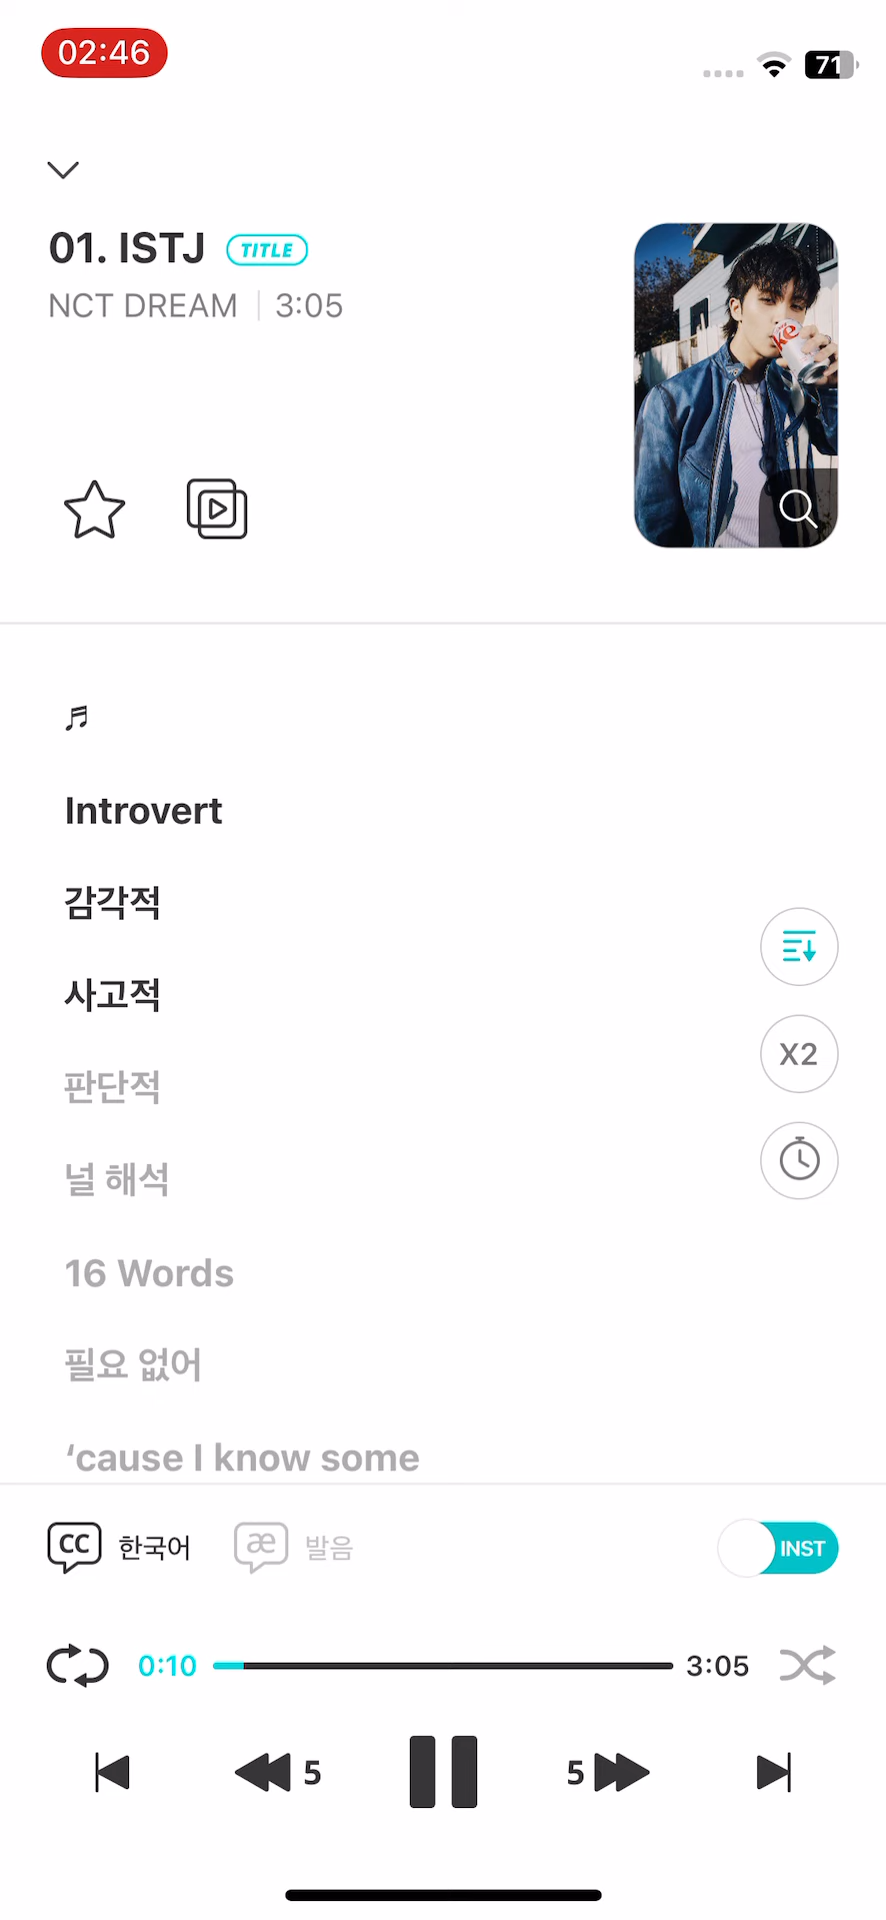 02:46
71
01. ISTJ TITLE
NCT DREAM | 3:05
ke
Introvert
감각적
사고적
X2
판단적
널 해석
16 Words
필요 없어
‘cause I know some
CC 한국어 æ 발음 INST
0:10 3:05
5 5